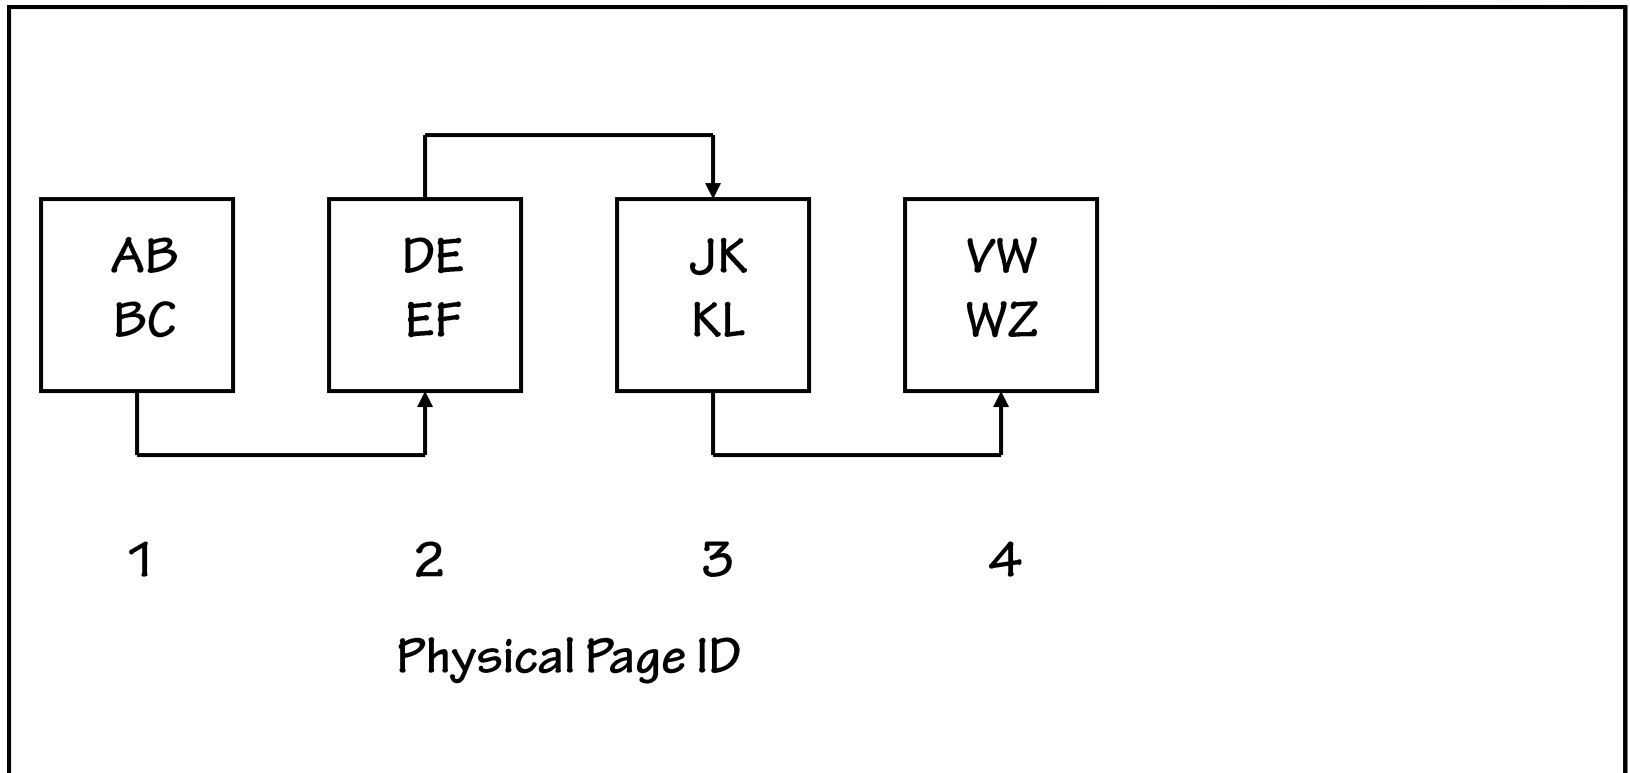 AB
BC
DE
EF
JK
KL
VW
WZ
1
2
3
4
Physical Page ID